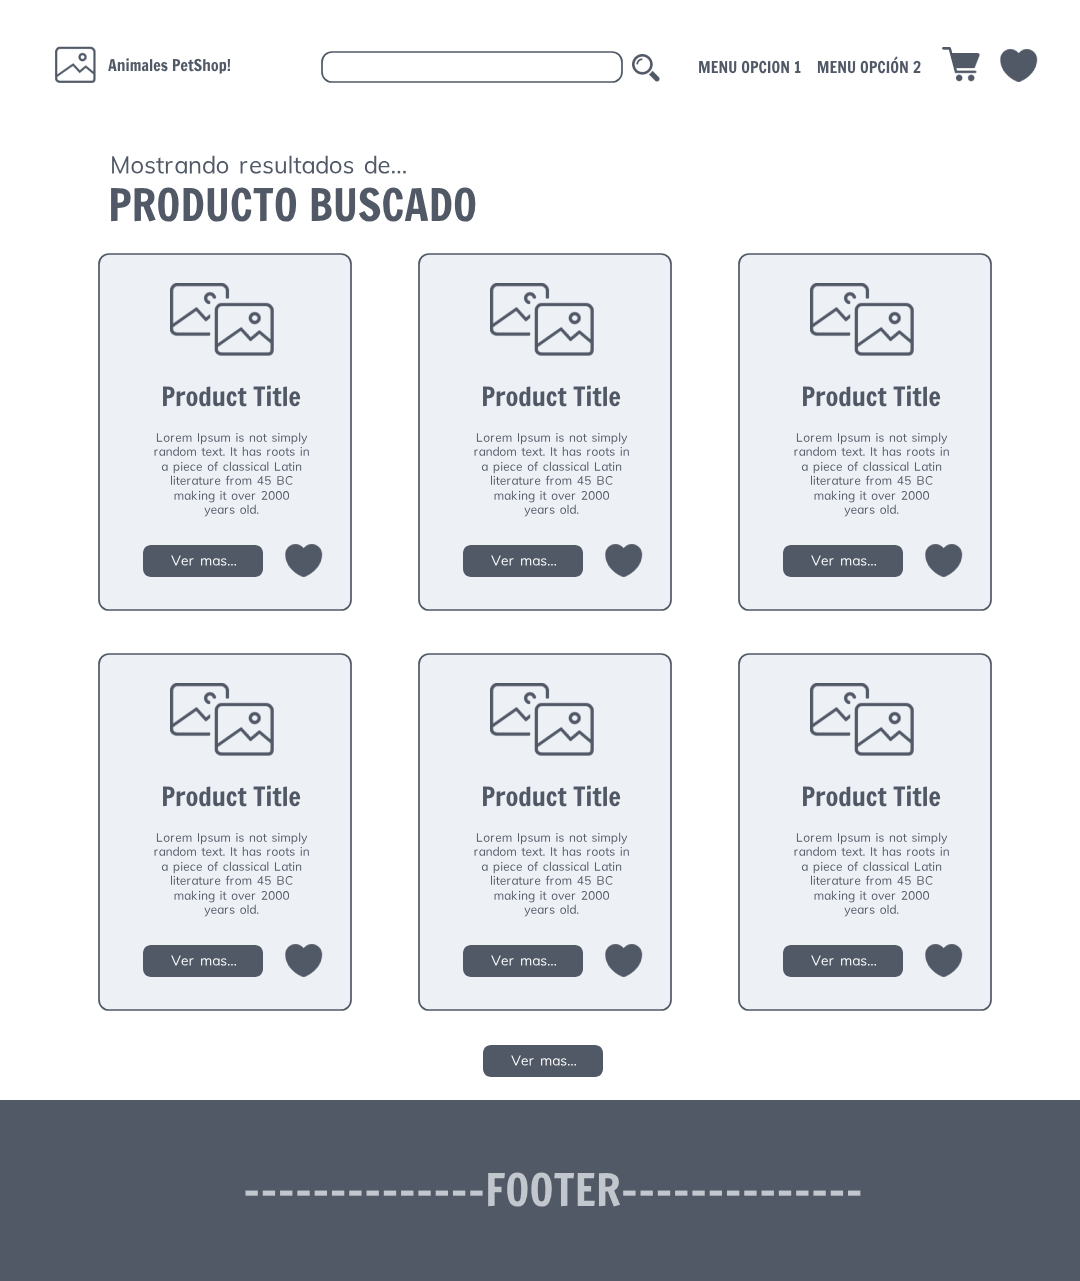 Animales PetShop!
MENU OPCION 1 MENU OPCIÓN 2
Mostrando resultados de...
PRODUCTO BUSCADO
Product Title
Lorem Ipsum is not simply
random text. It has roots in
a piece of classical Latin
literature from 45 BC
making it over 2000
years old.
Ver mas...
Product Title
Lorem Ipsum is not simply
random text. It has roots in
a piece of classical Latin
literature from 45 BC
making it over 2000
years old.
Ver mas...
Product Title
Lorem Ipsum is not simply
random text. It has roots in
a piece of classical Latin
literature from 45 BC
making it over 2000
years old.
Ver mas...
Product Title
Lorem Ipsum is not simply
random text. It has roots in
a piece of classical Latin
literature from 45 BC
making it over 2000
years old.
Ver mas...
Product Title
Lorem Ipsum is not simply
random text. It has roots in
a piece of classical Latin
literature from 45 BC
making it over 2000
years old.
Ver mas...
Product Title
Lorem Ipsum is not simply
random text. It has roots in
a piece of classical Latin
literature from 45 BC
making it over 2000
years old.
Ver mas...
Ver mas...
--------------FOOTER--------------